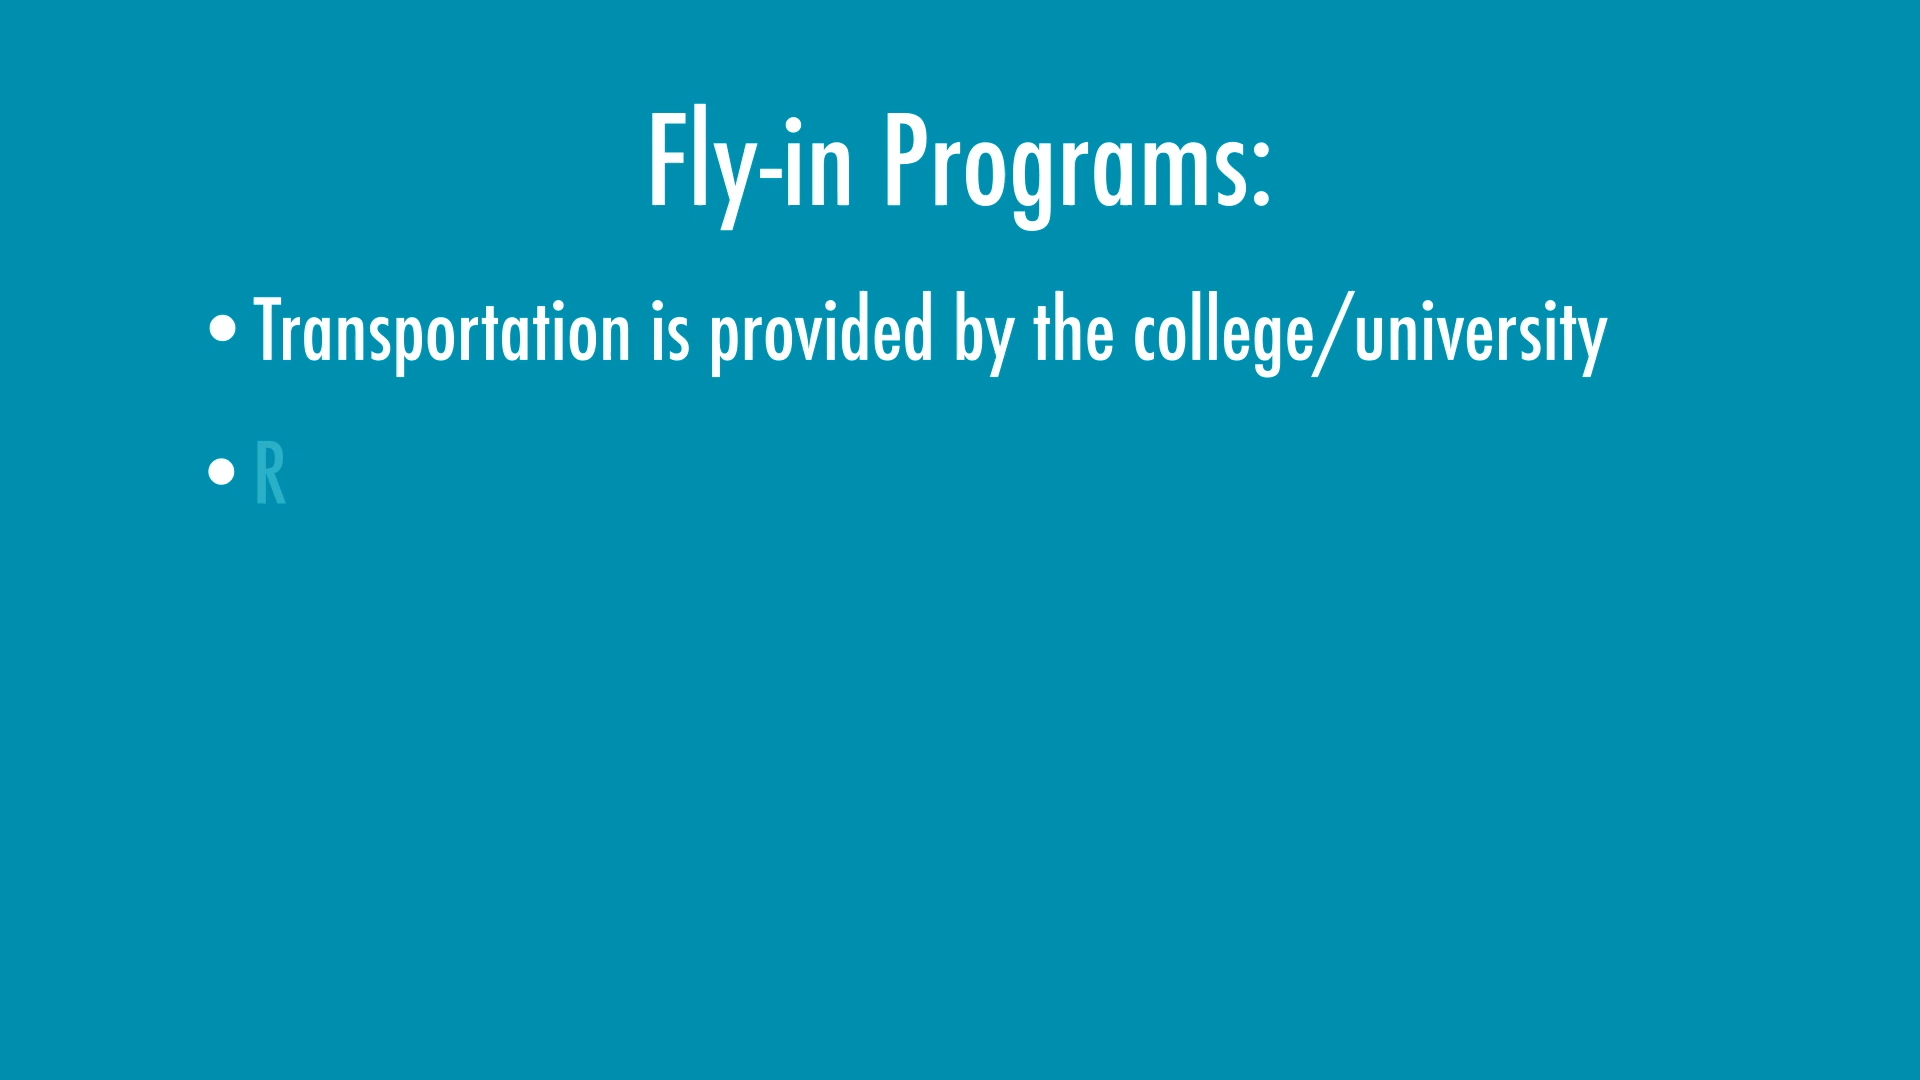 Fly-in Programs:
• Transportation is provided by the college/university
• R